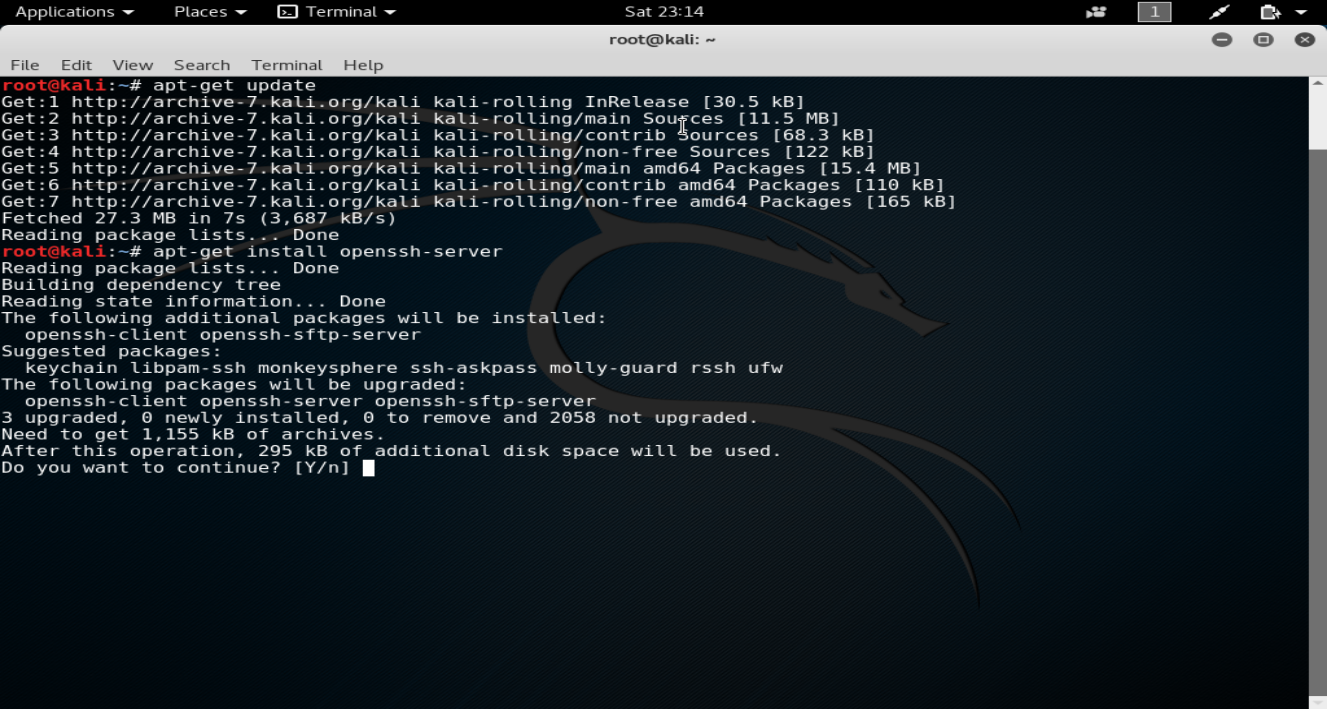 Applications Places Terminal Sat 23:14 1
root@kali: ~
File Edit View Search Terminal Help
root@kali:~# apt-get update
Get:1 http://archive-7.kali.org/kali kali-rolling InRelease [30.5 kB]
Get:2 http://archive-7.kali.org/kali kali-rolling/main Sources [11.5 MB]
Get:3 http://archive-7.kali.org/kali kali-rolling/contrib Sources [68.3 kB]
Get:4 http://archive-7.kali.org/kali kali-rolling/non-free Sources [122 kB]
Get:5 http://archive-7.kali.org/kali kali-rolling/main amd64 Packages [15.4 MB]
Get:6 http://archive-7.kali.org/kali kali-rolling/contrib amd64 Packages [110 kB]
Get:7 http://archive-7.kali.org/kali kali-rolling/non-free amd64 Packages [165 kB]
Fetched 27.3 MB in 7s (3,687 kB/s)
Reading package lists... Done
root@kali:~# apt-get install openssh-server
Reading package lists... Done
Building dependency tree
Reading state information... Done
The following additional packages will be installed:
  openssh-client openssh-sftp-server
Suggested packages:
  keychain libpam-ssh monkeysphere ssh-askpass molly-guard rssh ufw
The following packages will be upgraded:
  openssh-client openssh-server openssh-sftp-server
3 upgraded, 0 newly installed, 0 to remove and 2058 not upgraded.
Need to get 1,155 kB of archives.
After this operation, 295 kB of additional disk space will be used.
Do you want to continue? [Y/n]